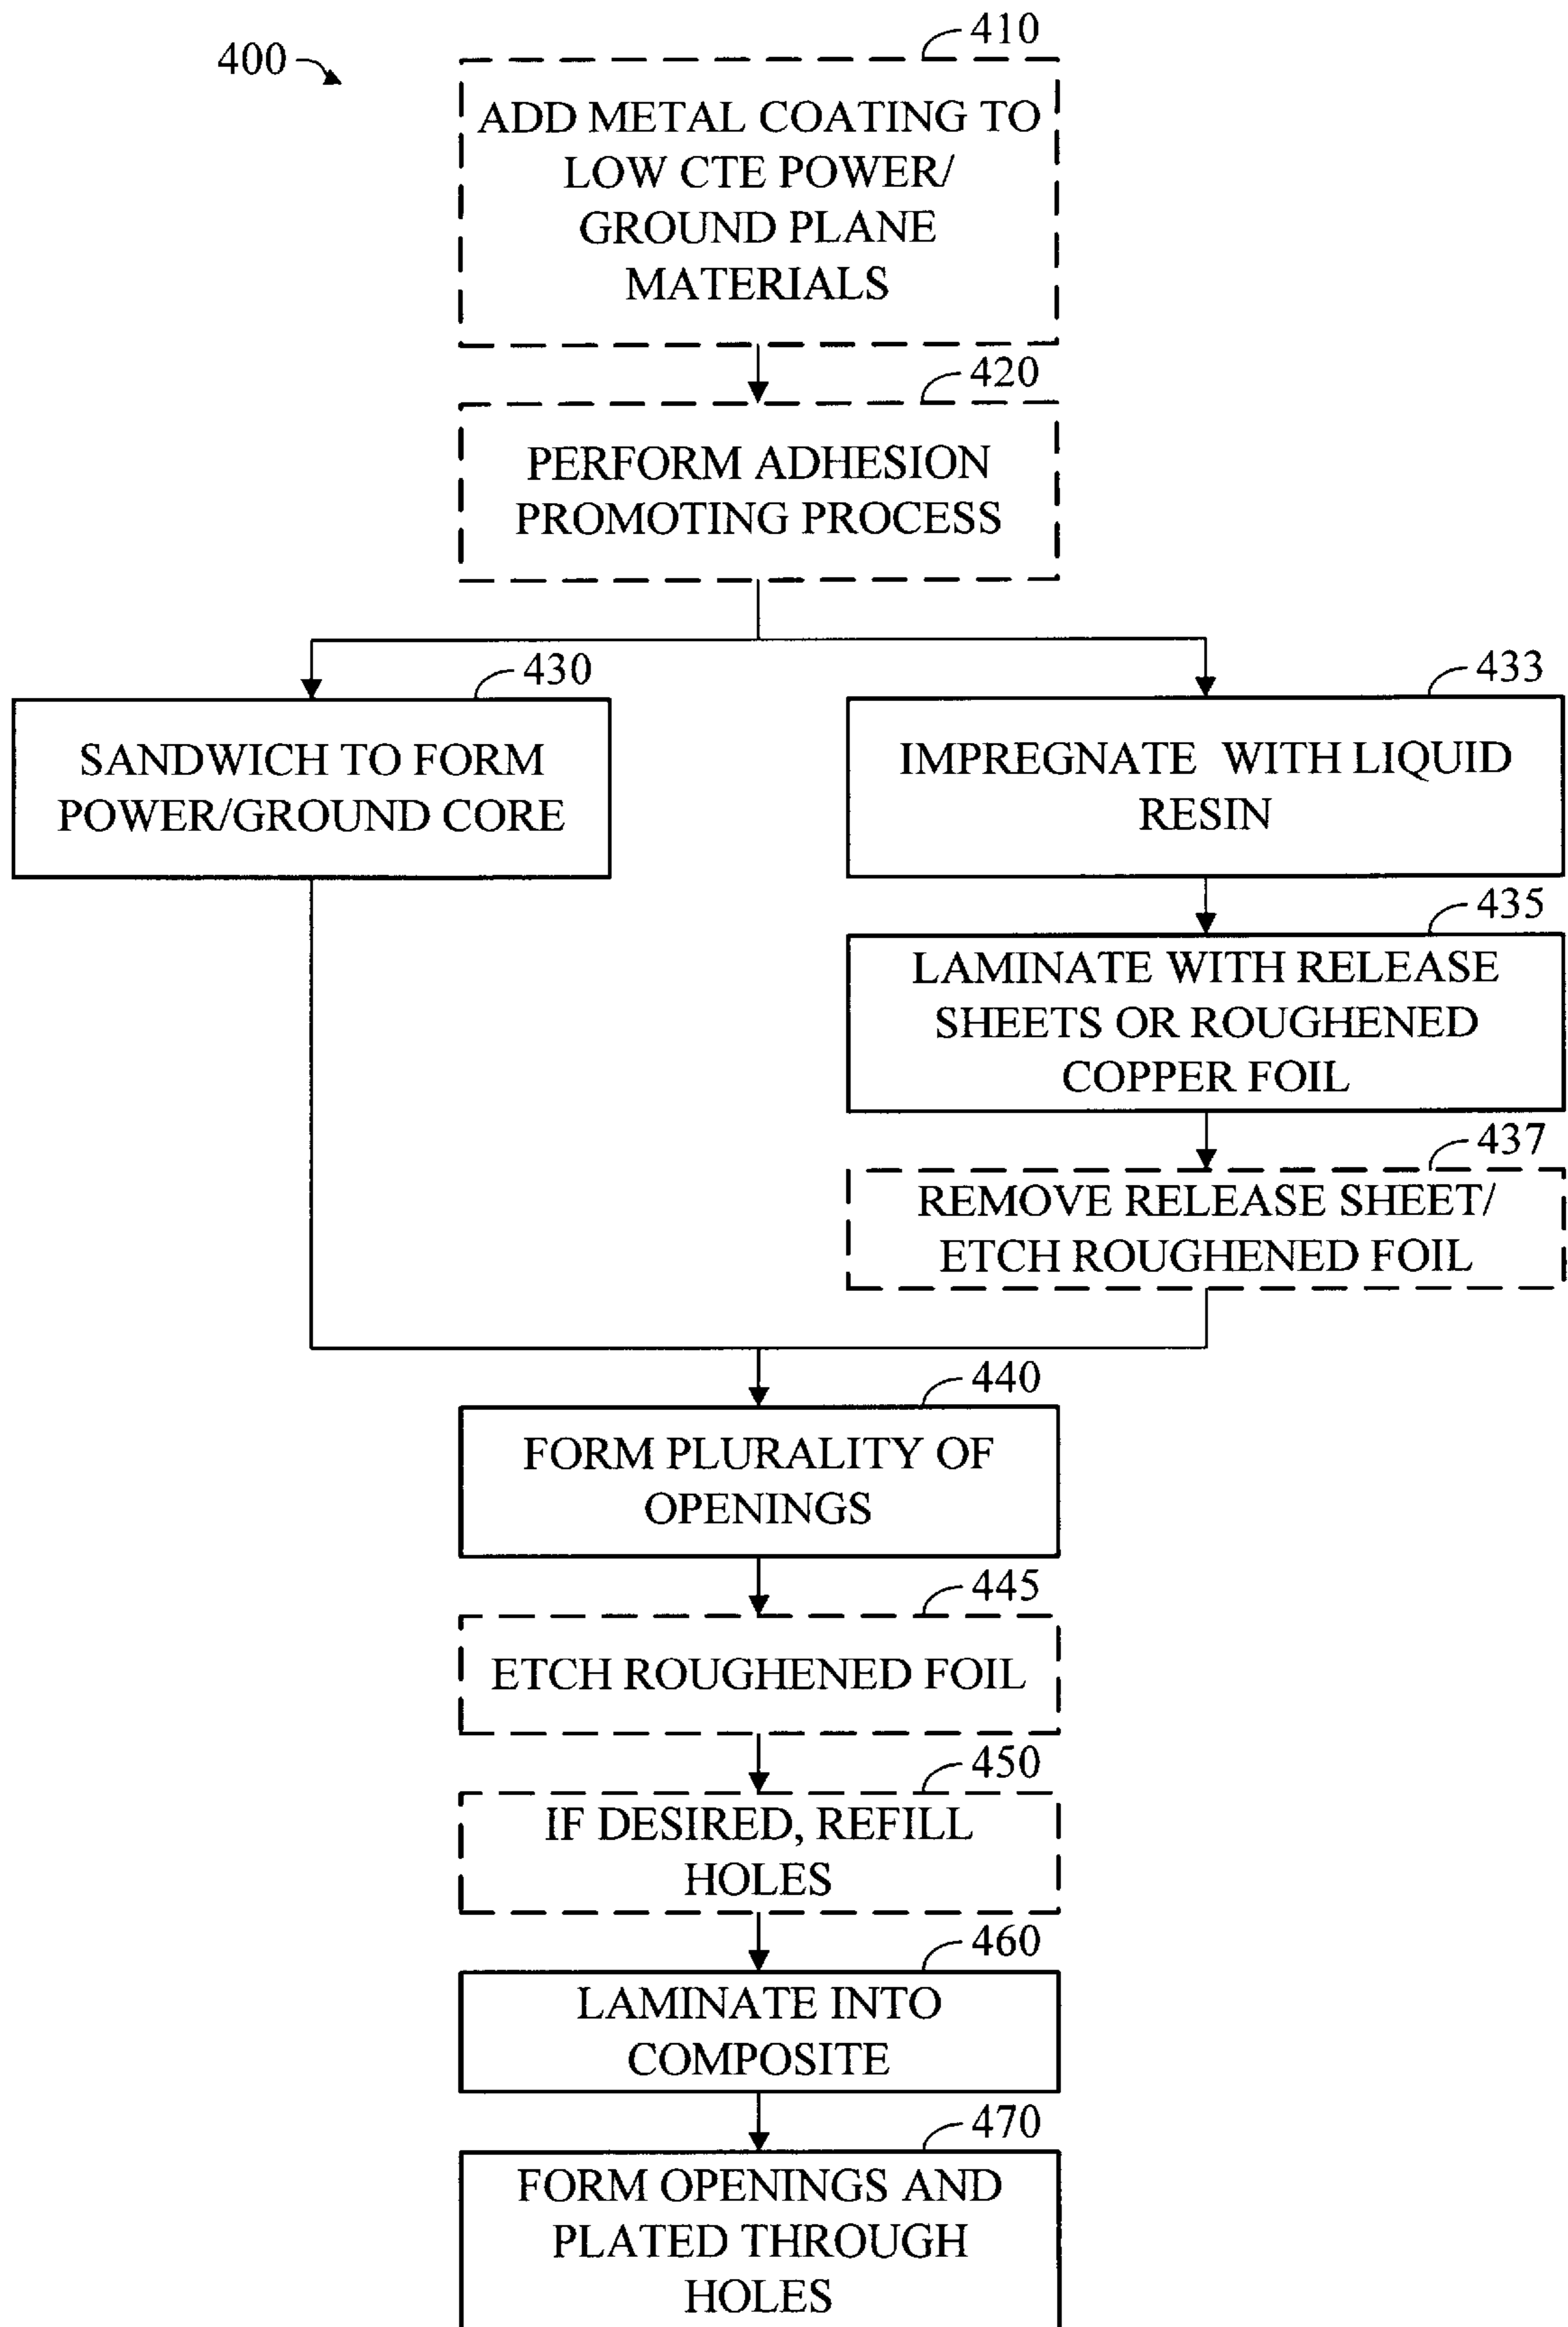 400
410
ADD METAL COATING TO
LOW CTE POWER/
GROUND PLANE
MATERIALS
420
PERFORM ADHESION
PROMOTING PROCESS
430
SANDWICH TO FORM
POWER/GROUND CORE
433
IMPREGNATE WITH LIQUID
RESIN
435
LAMINATE WITH RELEASE
SHEETS OR ROUGHENED
COPPER FOIL
437
REMOVE RELEASE SHEET/
ETCH ROUGHENED FOIL
440
FORM PLURALITY OF
OPENINGS
445
ETCH ROUGHENED FOIL
450
IF DESIRED, REFILL
HOLES
460
LAMINATE INTO
COMPOSITE
470
FORM OPENINGS AND
PLATED THROUGH
HOLES